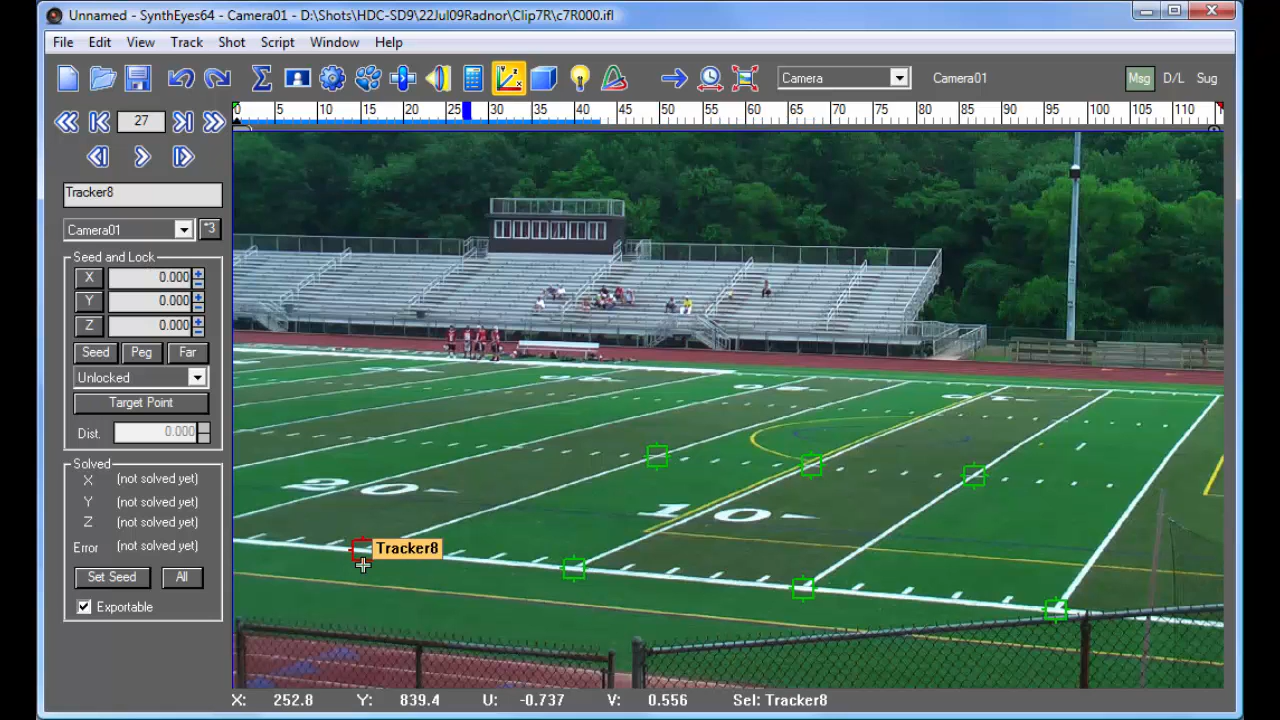 Unnamed - SynthEyes64 - Camera01 - D:\Shots\HDC-SD9\22Jul09Radnor\Clip7R\c7R000.ifl
File Edit View Track Shot Script Window Help
Camera Camera01 Msg D/L Sug
27
0 5 10 15 20 25 30 35 40 45 50 55 60 65 70 75 80 85 90 95 100 105 110
Tracker8
Camera01 *3
Seed and Lock
X 0.000
Y 0.000
Z 0.000
Seed Peg Far
Unlocked
Target Point
Dist. 0.000
Solved
X (not solved yet)
Y (not solved yet)
Z (not solved yet)
Error (not solved yet)
Set Seed All
Exportable
20
10
Tracker8
X: 252.8 Y: 839.4 U: -0.737 V: 0.556 Sel: Tracker8